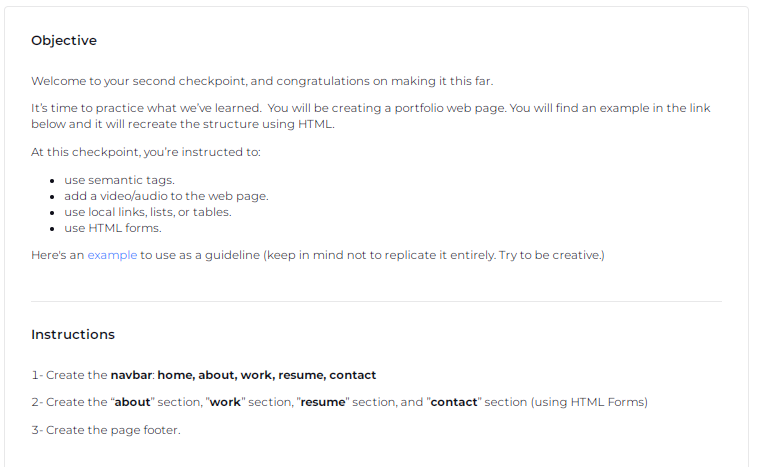 Objective
Welcome to your second checkpoint, and congratulations on making it this far.
It's time to practice what we've learned.  You will be creating a portfolio web page. You will find an example in the link
below and it will recreate the structure using HTML.
At this checkpoint, you're instructed to:
• use semantic tags.
• add a video/audio to the web page.
• use local links, lists, or tables.
• use HTML forms.
Here's an example to use as a guideline (keep in mind not to replicate it entirely. Try to be creative.)
Instructions
1- Create the navbar: home, about, work, resume, contact
2- Create the "about" section, "work" section, "resume" section, and "contact" section (using HTML Forms)
3- Create the page footer.